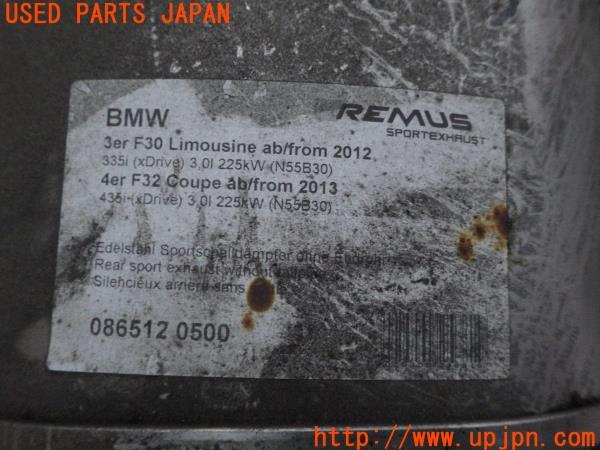 USED PARTS JAPAN
BMW
REMUS
SPORTEXHAUST
3er F30 Limousine ab/from 2012
335i (xDrive) 3,0l 225kW (N55B30)
4er F32 Coupe ab/from 2013
435i (xDrive) 3,0l 225kW (N55B30)
Edelstahl Sportschalldämpfer ohne
Rear sport exhaust without
Silencieux arriere sans
086512 0500
UPJ
http://www.upjpn.com/